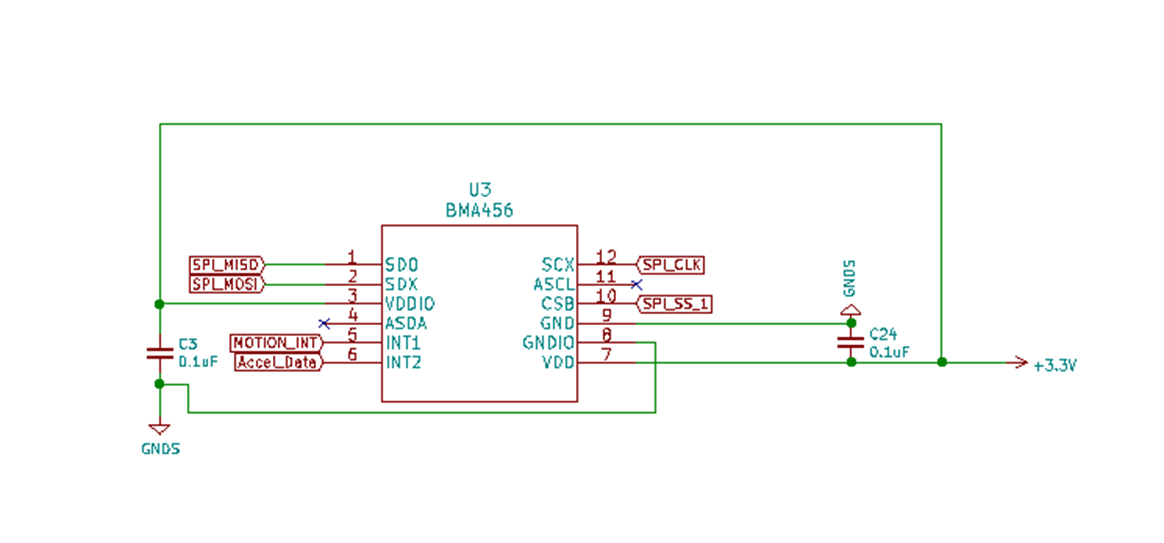 U3
BMA456
SPI_MISO 1 SDO SCX 12 SPI_CLK
SPI_MOSI 2 SDX ASCL 11
3 VDDIO CSB 10 SPI_SS_1
4 ASDA GND 9
MOTION_INT 5 INT1 GNDIO 8
Accel_Data 6 INT2 VDD 7
GNDS
C24
0.1uF
+3.3V
C3
0.1uF
GNDS